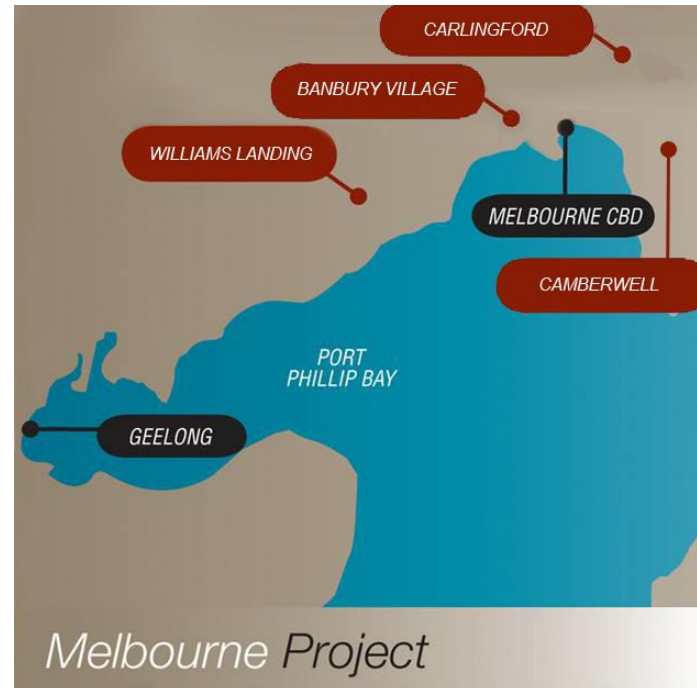 CARLINGFORD
BANBURY VILLAGE
WILLIAMS LANDING
MELBOURNE CBD
CAMBERWELL
PORT
PHILLIP BAY
GEELONG
Melbourne Project